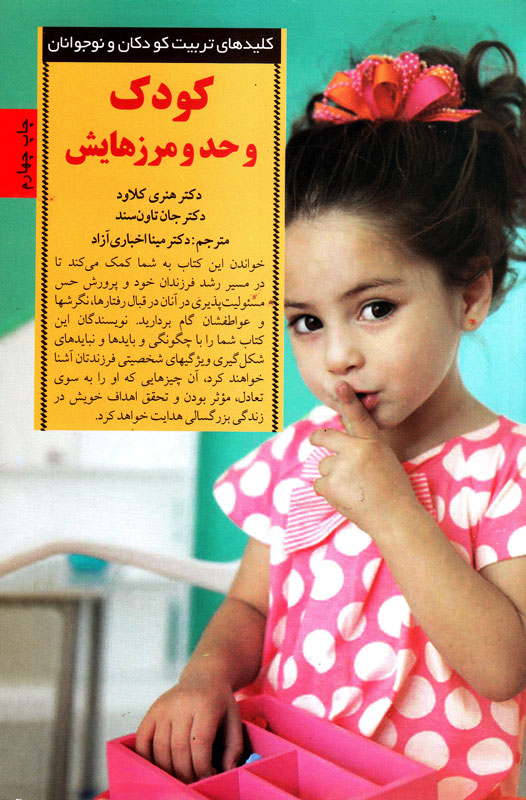 کلیدهای تربیت کودکان و نوجوانان
کودک
و حد و مرزهایش
چاپ چهارم
دکتر هنری کلاود
دکتر جان تاون‌سند
مترجم: دکتر مینا اخباری آزاد
خواندن این کتاب به شما کمک می‌کند تا
در مسیر رشد فرزندان خود و پرورش حس
مسئولیت‌پذیری در آنان در قبال رفتارها، نگرشها
و عواطفشان گام بردارید. نویسندگان این
کتاب شما را با چگونگی و بایدها و نبایدهای
شکل‌گیری ویژگیهای شخصیتی فرزندتان آشنا
خواهند کرد، آن چیزهایی که او را به سوی
تعادل، مؤثر بودن و تحقق اهداف خویش در
زندگی بزرگسالی هدایت خواهد کرد.